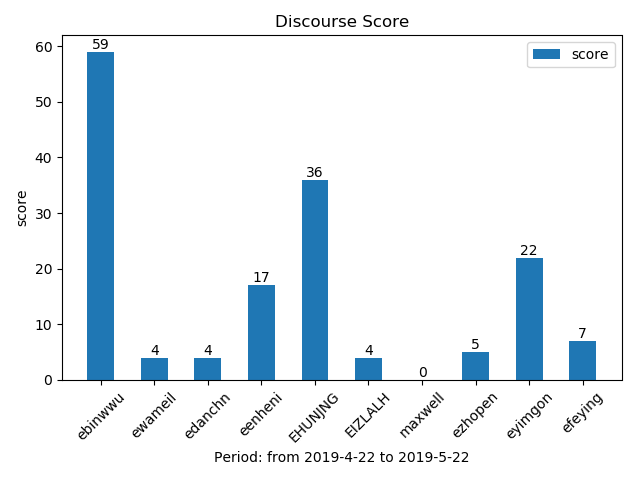 Discourse Score
score
60
50
40
30
20
10
0
score
59
4
4
17
36
4
0
5
22
7
ebinwwu
ewameil
edanchn
eenheni
EHUNJNG
EIZLALH
maxwell
ezhopen
eyimgon
efeying
Period: from 2019-4-22 to 2019-5-22